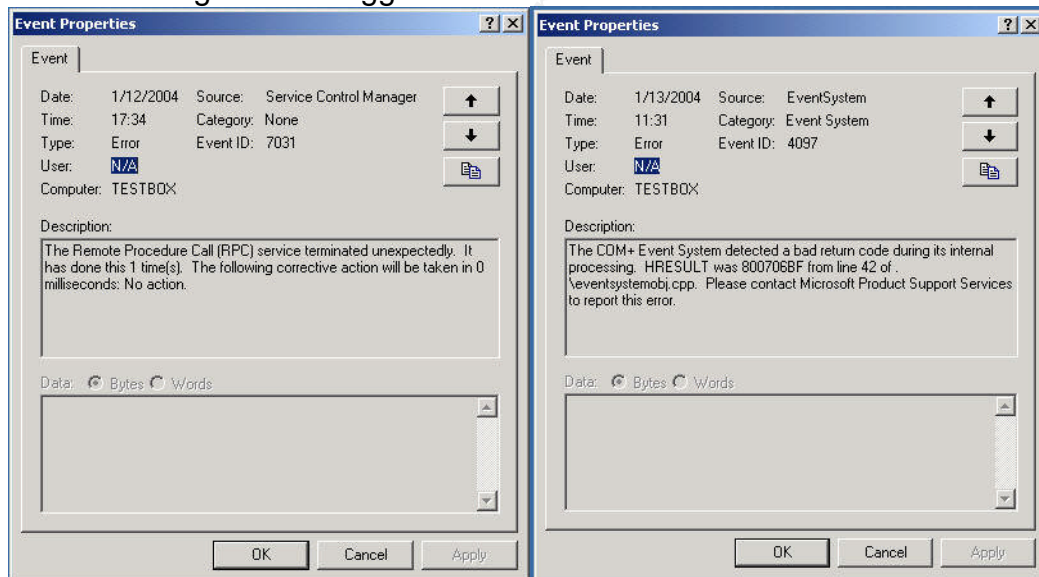 Event Properties
Event
Date: 1/12/2004 Source: Service Control Manager
Time: 17:34 Category: None
Type: Error Event ID: 7031
User: N/A
Computer: TESTBOX
Description:
The Remote Procedure Call (RPC) service terminated unexpectedly. It
has done this 1 time(s). The following corrective action will be taken in 0
milliseconds: No action.
Data: Bytes Words
OK Cancel Apply
Event Properties
Event
Date: 1/13/2004 Source: EventSystem
Time: 11:31 Category: Event System
Type: Error Event ID: 4097
User: N/A
Computer: TESTBOX
Description:
The COM+ Event System detected a bad return code during its internal
processing. HRESULT was 800706BF from line 42 of .
\eventsystemobj.cpp. Please contact Microsoft Product Support Services
to report this error.
Data: Bytes Words
OK Cancel Apply